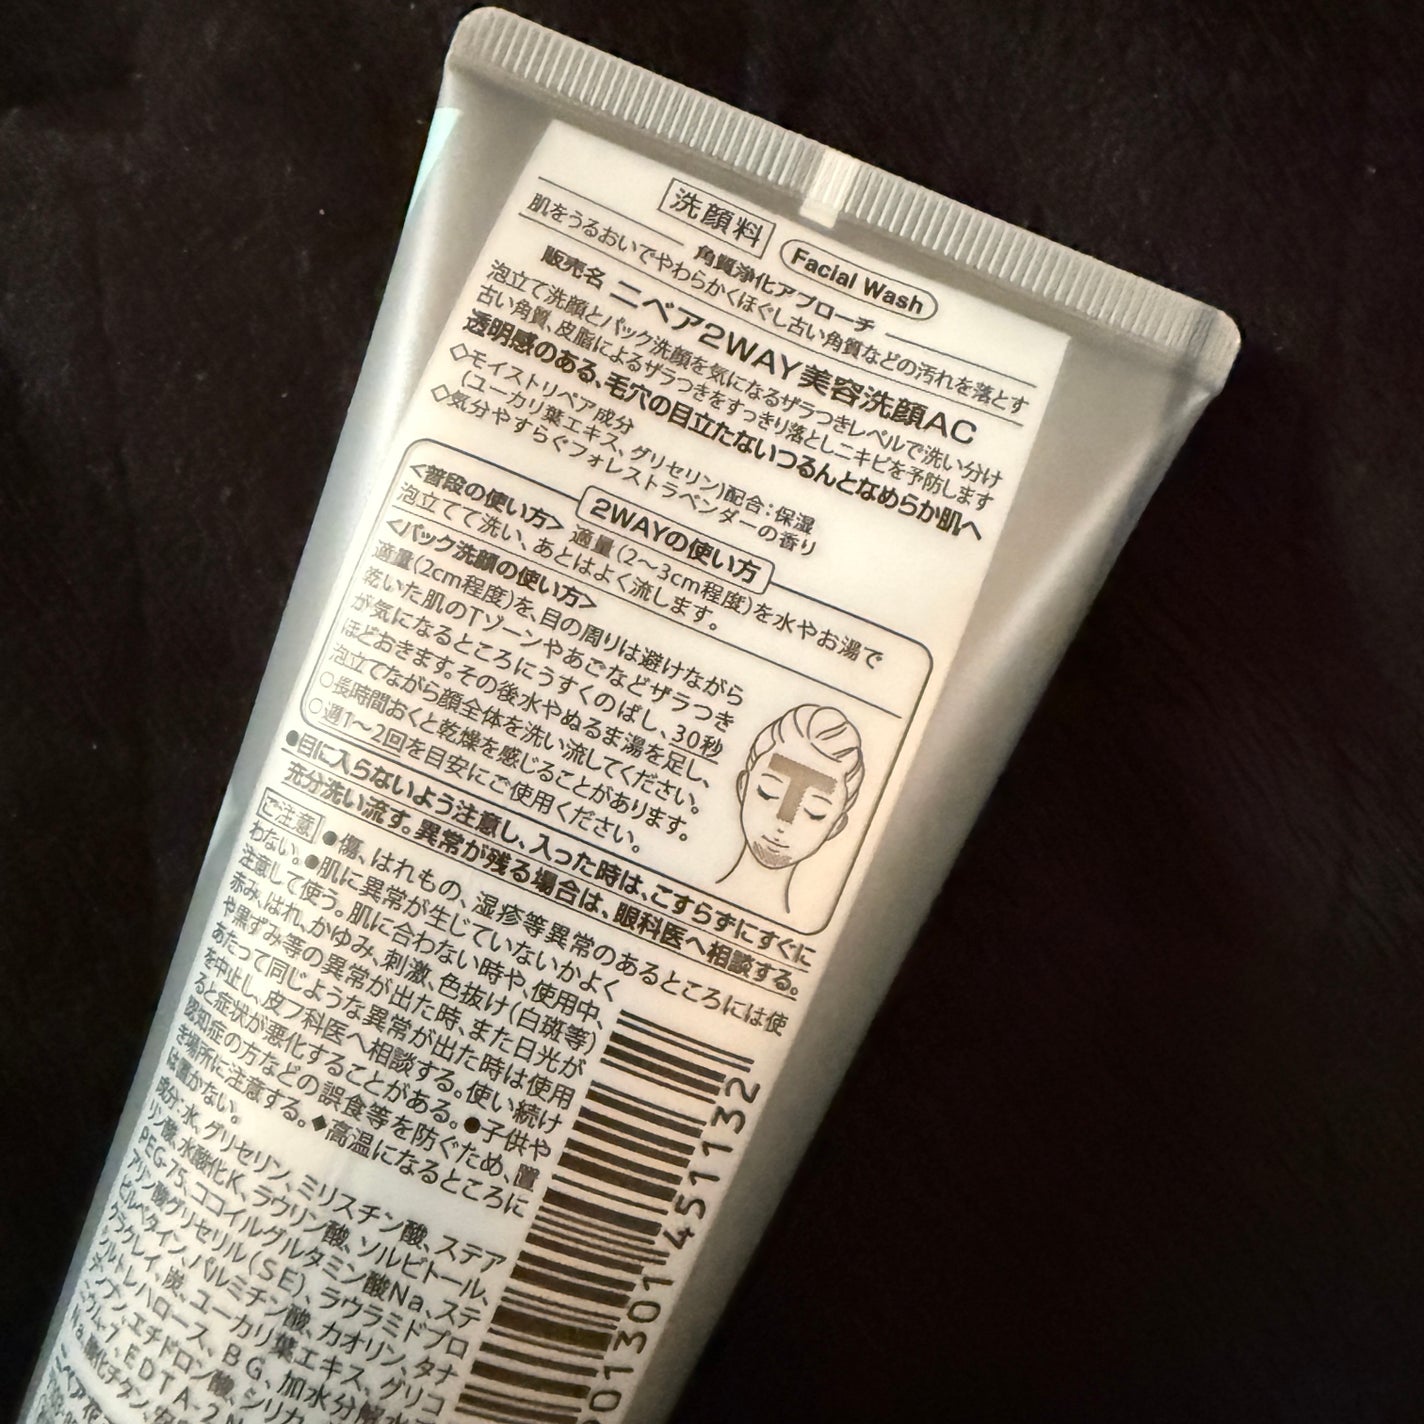 洗顔料 Facial Wash
角質浄化アプローチ
肌をうるおいでやわらかくほぐし古い角質などの汚れを落とす
販売名 ニベア2WAY美容洗顔AC
泡立て洗顔とパック洗顔を気になるザラつきレベルで洗い分け
古い角質、皮脂によるザラつきをすっきり落としニキビを予防します
透明感のある、毛穴の目立たないつるんとなめらか肌へ
◇モイストリペア成分
(ユーカリ葉エキス、グリセリン)配合:保湿
◇気分やすらぐフォレストラベンダーの香り
2WAYの使い方
<普段の使い方> 適量(2〜3cm程度)を水やお湯で
泡立てて洗い、あとはよく流します。
<パック洗顔の使い方>
適量(2cm程度)を、目の周りは避けながら
乾いた肌のTゾーンやあごなどザラつき
が気になるところにうすくのばし、30秒
ほどおきます。その後水やぬるま湯を足し、
泡立てながら顔全体を洗い流してください。
○長時間おくと乾燥を感じることがあります。
○週1〜2回を目安にご使用ください。
T
●目に入らないよう注意し、入った時は、こすらずにすぐに
充分洗い流す。異常が残る場合は、眼科医へ相談する。
ご注意 ●傷、はれもの、湿疹等異常のあるところには使
わない。●肌に異常が生じていないかよく
注意して使う。肌に合わない時や、使用中、
赤み、はれ、かゆみ、刺激、色抜け(白斑等)
や黒ずみ等の異常が出た時、また日光が
あたって同じような異常が出た時は使用
を中止し、皮フ科医へ相談する。使い続け
ると症状が悪化することがある。●子供や
認知症の方などの誤食等を防ぐため、置
き場所に注意する。◆高温になるところに
は置かない。
成分:水、グリセリン、ミリスチン酸、ステア
リン酸、水酸化K、ラウリン酸、ソルビトール、
PEG-75、ココイルグルタミン酸Na、ステ
アリン酸グリセリル(SE)、ラウラミドプロ
ピルベタイン、パルミチン酸、カオリン、タナ
クラクレイ、炭、ユーカリ葉エキス、グリコ
シルトレハロース、BG、加水分解水
チンナン、エチドロン酸、シリカ
ミウム-7、EDTA-2N
Na、酸化チタン
ニベア花
901301451132